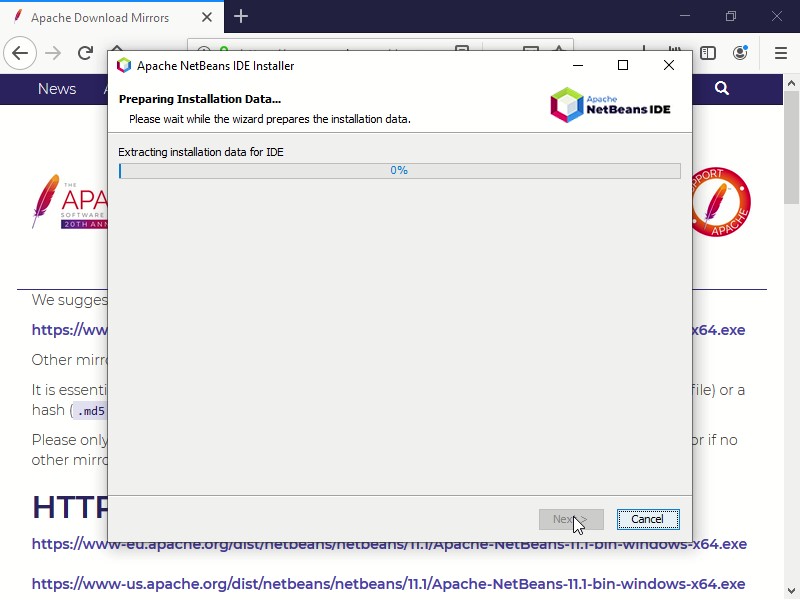 Apache Download Mirrors
Apache NetBeans IDE Installer
News
Preparing Installation Data...
Please wait while the wizard prepares the installation data.
Apache
NetBeans IDE
Extracting installation data for IDE
0%
THE
APA
SOFTWARE
20TH ANN
PORT
APACHE
We sugges
https://ww
x64.exe
Other mirro
It is essenti
file) or a
hash (.md5
Please only
or if no
other mirro
HTTP
Next >
Cancel
https://www-eu.apache.org/dist/netbeans/netbeans/11.1/Apache-NetBeans-11.1-bin-windows-x64.exe
https://www-us.apache.org/dist/netbeans/netbeans/11.1/Apache-NetBeans-11.1-bin-windows-x64.exe